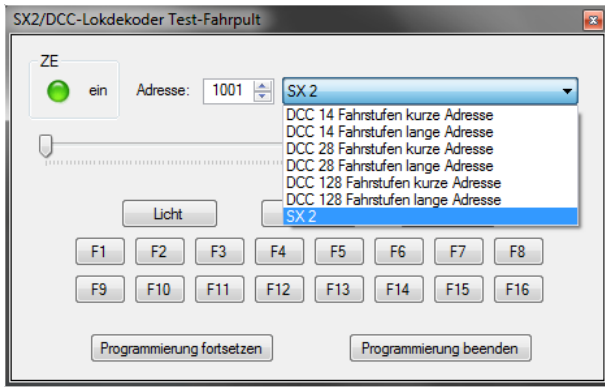 SX2/DCC-Lokdekoder Test-Fahrpult
ZE
ein Adresse: 1001 SX 2
DCC 14 Fahrstufen kurze Adresse
DCC 14 Fahrstufen lange Adresse
DCC 28 Fahrstufen kurze Adresse
DCC 28 Fahrstufen lange Adresse
DCC 128 Fahrstufen kurze Adresse
DCC 128 Fahrstufen lange Adresse
SX 2
Licht
F1 F2 F3 F4 F5 F6 F7 F8
F9 F10 F11 F12 F13 F14 F15 F16
Programmierung fortsetzen Programmierung beenden